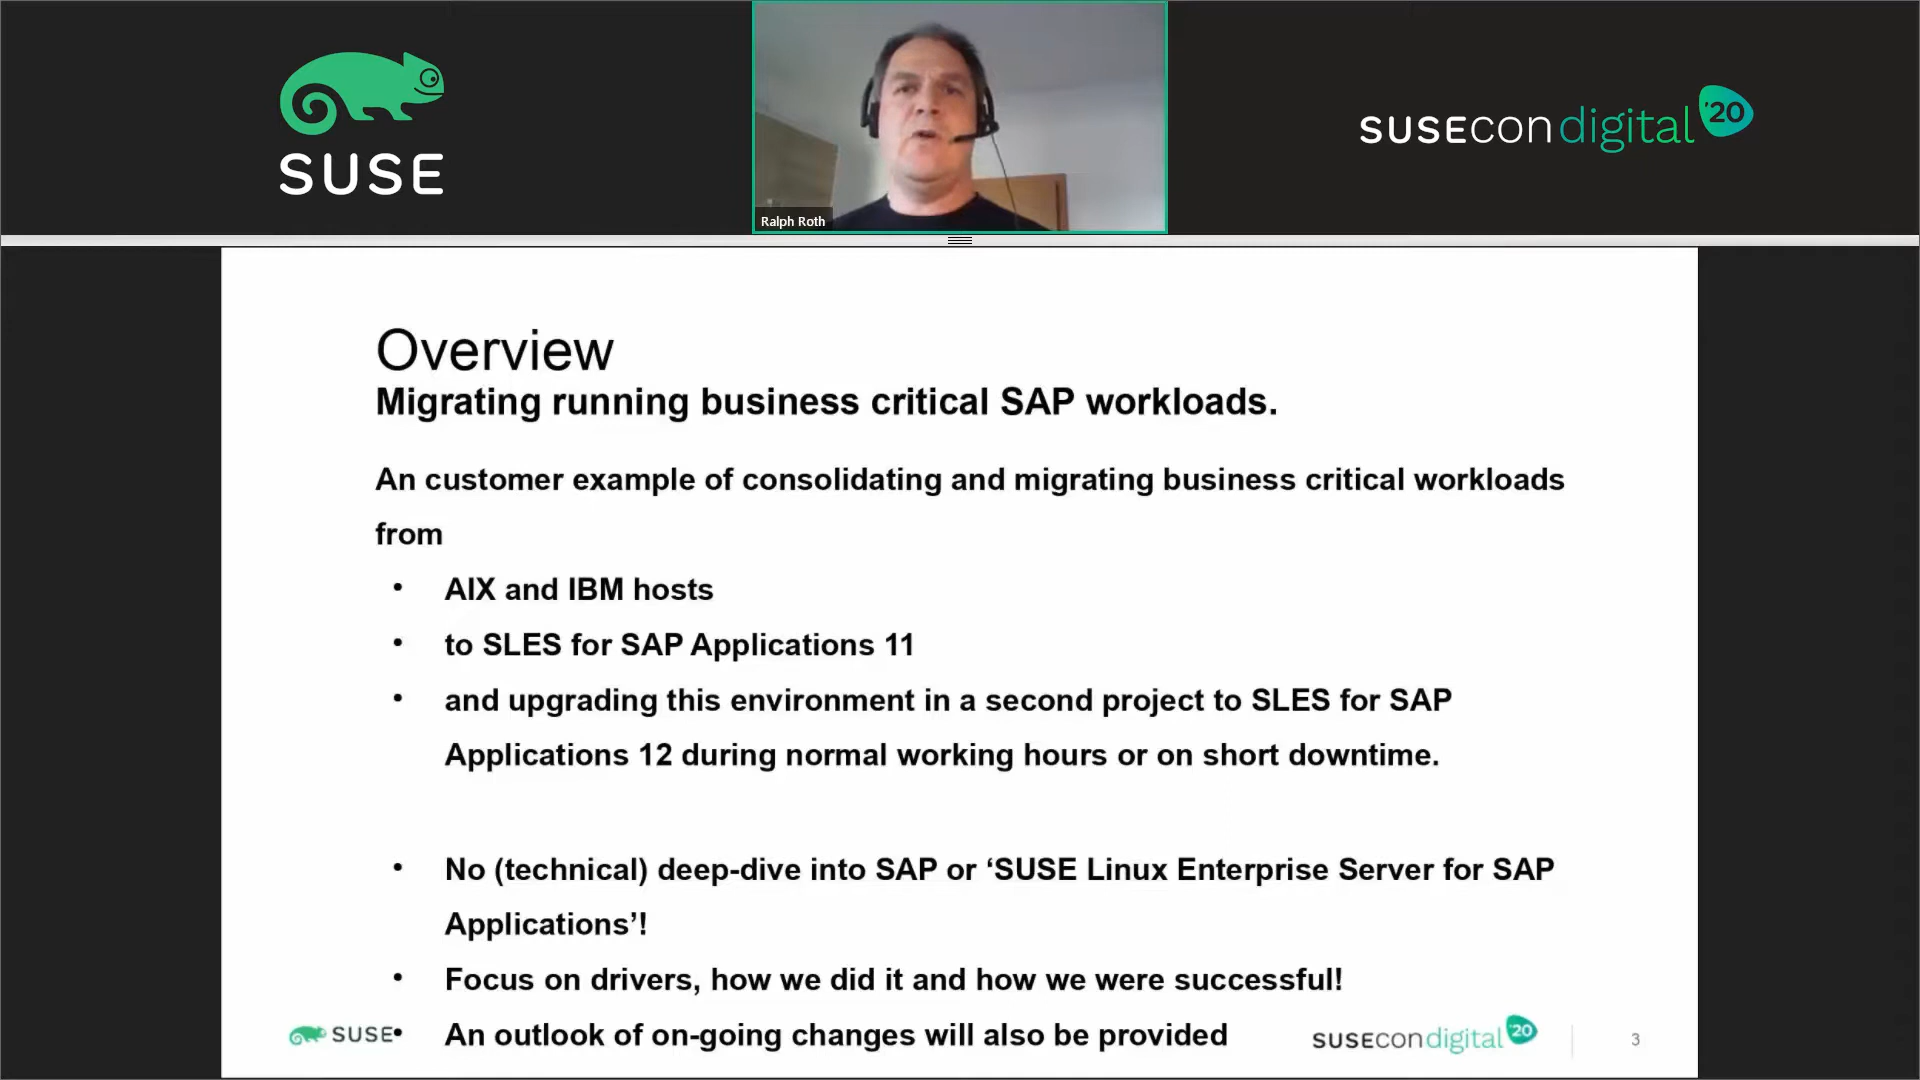 SUSE
Ralph Roth
SUSEcon digital '20
Overview
Migrating running business critical SAP workloads.
An customer example of consolidating and migrating business critical workloads
from
• AIX and IBM hosts
• to SLES for SAP Applications 11
• and upgrading this environment in a second project to SLES for SAP
Applications 12 during normal working hours or on short downtime.
• No (technical) deep-dive into SAP or ‘SUSE Linux Enterprise Server for SAP
Applications’!
• Focus on drivers, how we did it and how we were successful!
• An outlook of on-going changes will also be provided
SUSE
SUSEcon digital '20
3